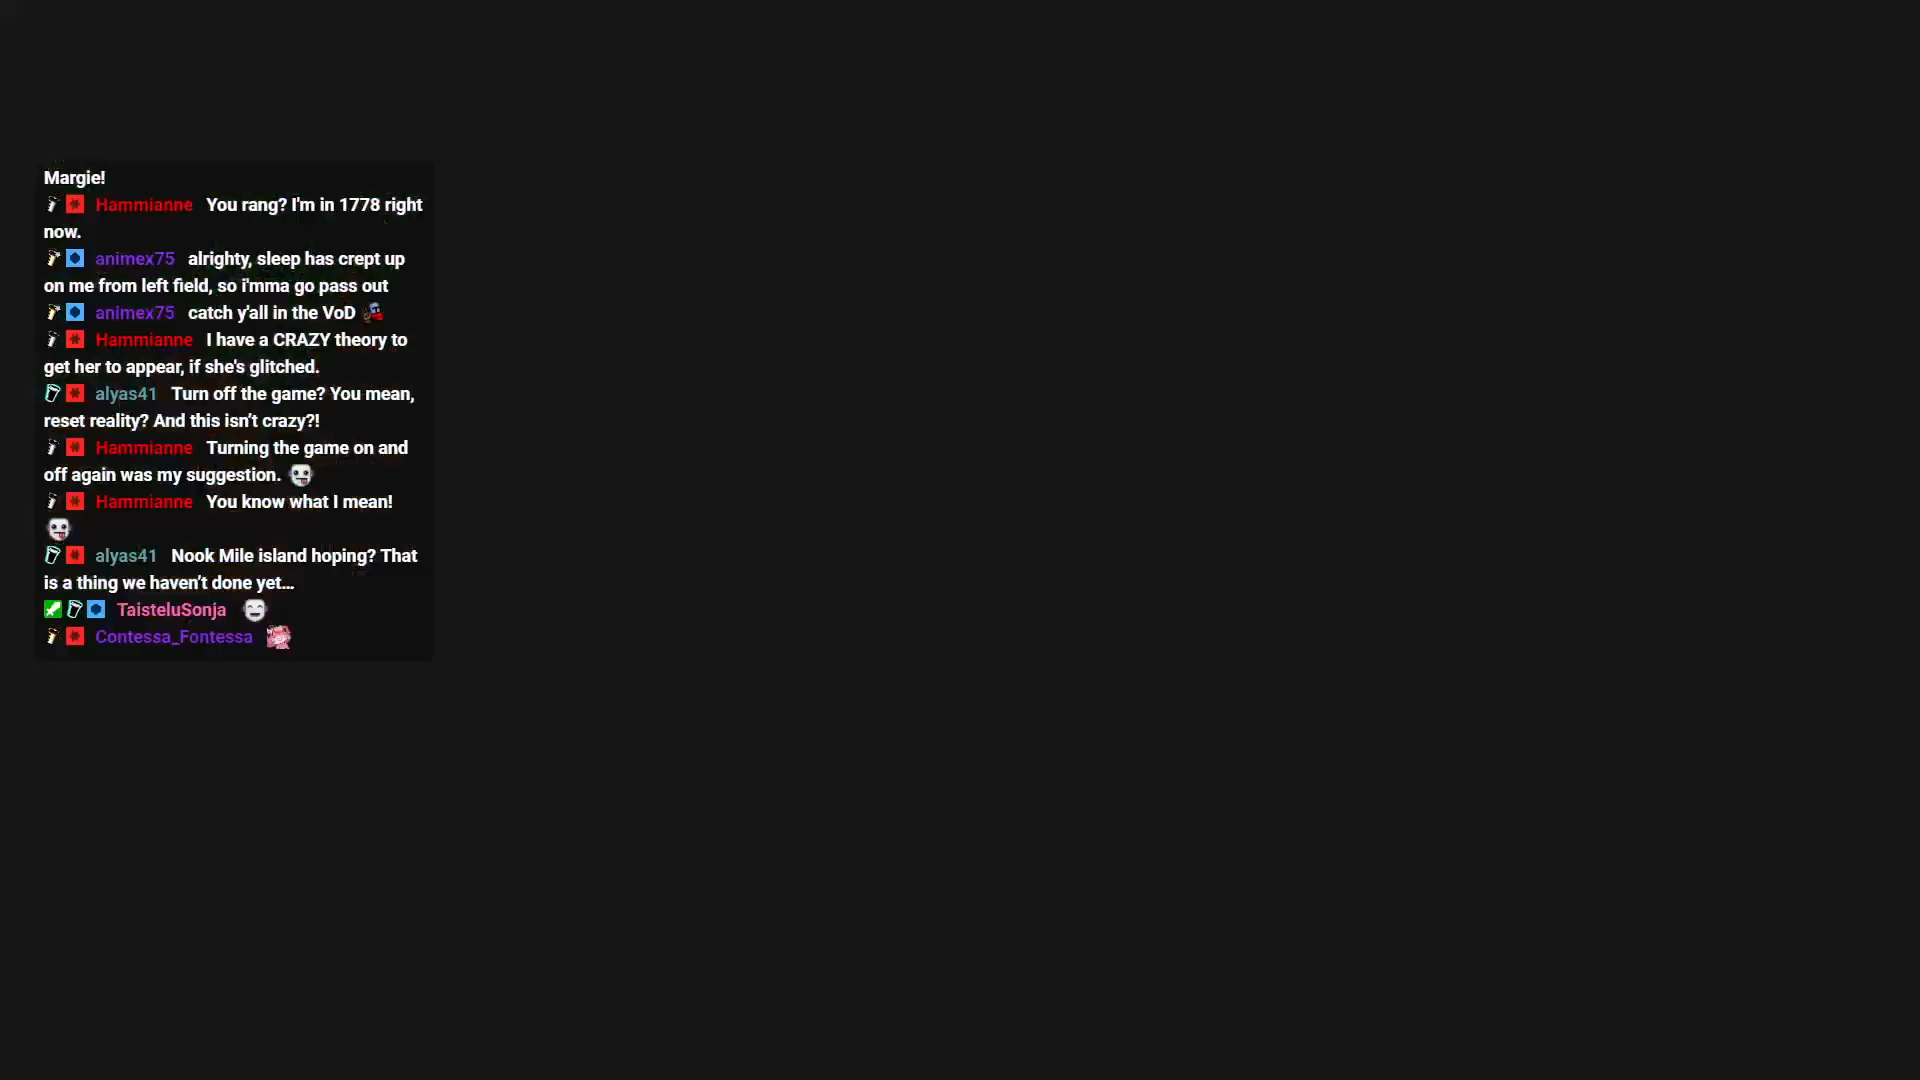 Margie!
Hammianne You rang? I'm in 1778 right
now.
animex75 alrighty, sleep has crept up
on me from left field, so i'mma go pass out
animex75 catch y'all in the VoD
Hammianne I have a CRAZY theory to
get her to appear, if she's glitched.
alyas41 Turn off the game? You mean,
reset reality? And this isn’t crazy?!
Hammianne Turning the game on and
off again was my suggestion.
Hammianne You know what I mean!
alyas41 Nook Mile island hoping? That
is a thing we haven’t done yet…
TaisteluSonja
Contessa_Fontessa